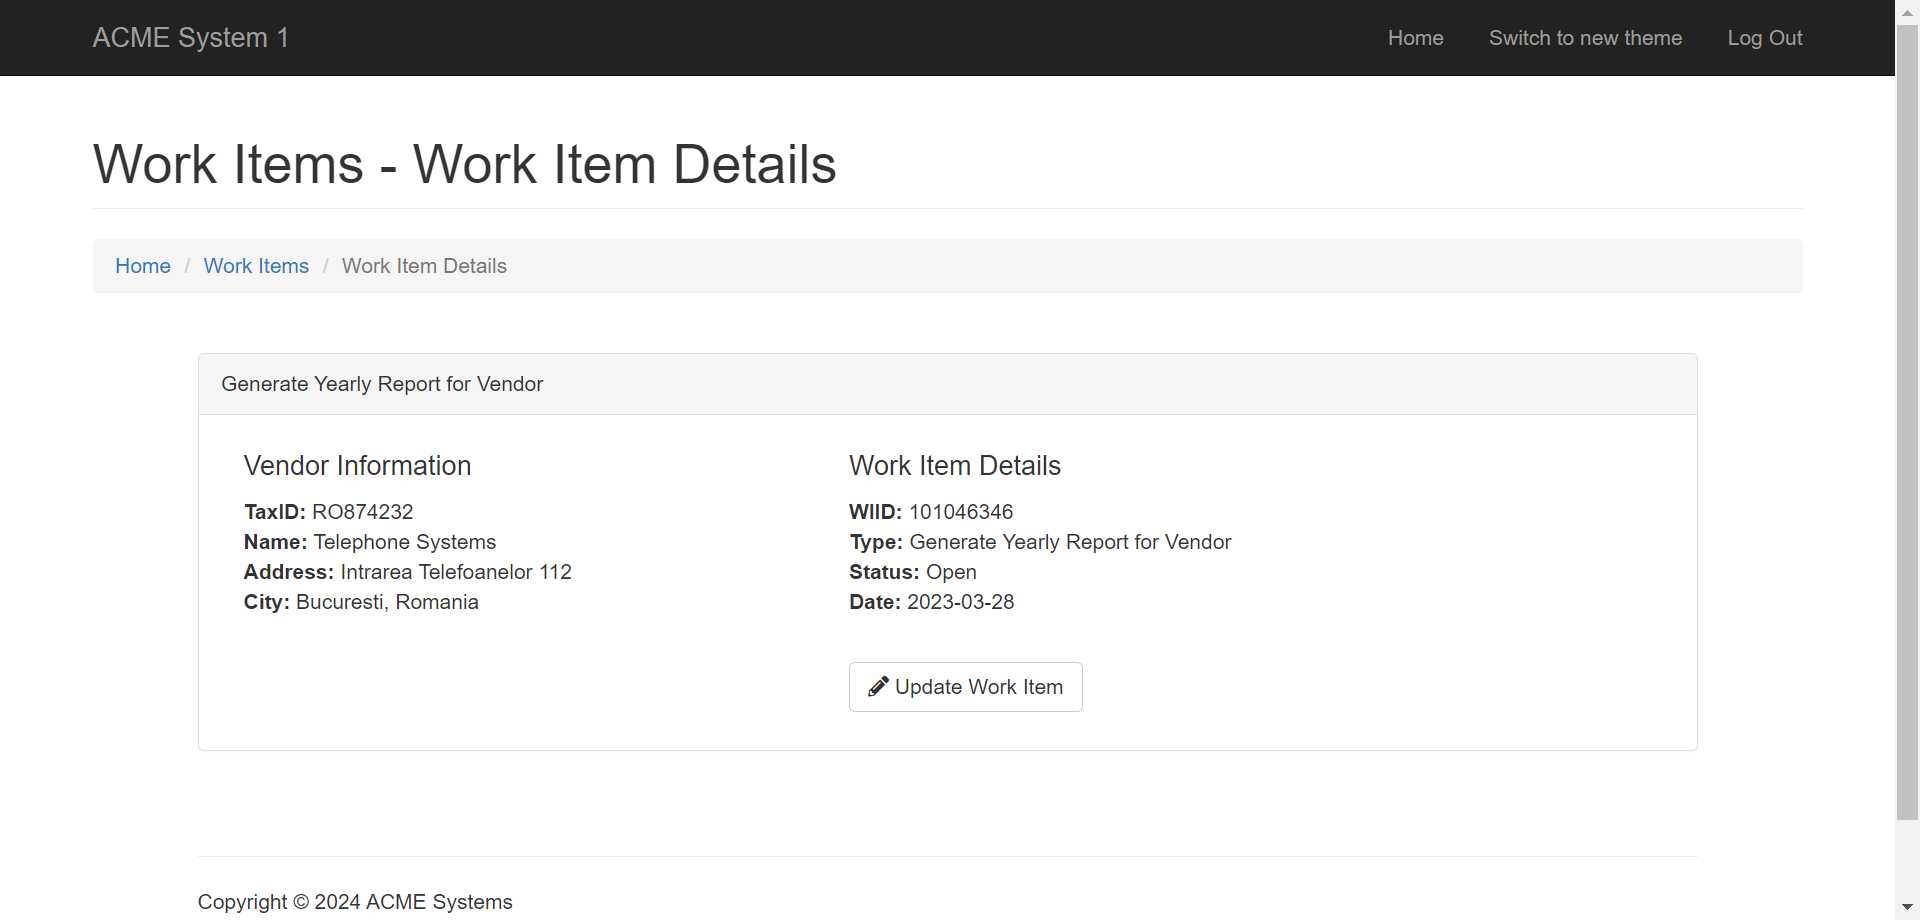 ACME System 1
Home
Switch to new theme
Log Out
Work Items - Work Item Details
Home / Work Items / Work Item Details
Generate Yearly Report for Vendor
Vendor Information
TaxID: RO874232
Name: Telephone Systems
Address: Intrarea Telefoanelor 112
City: Bucuresti, Romania
Work Item Details
WIID: 101046346
Type: Generate Yearly Report for Vendor
Status: Open
Date: 2023-03-28
Update Work Item
Copyright © 2024 ACME Systems